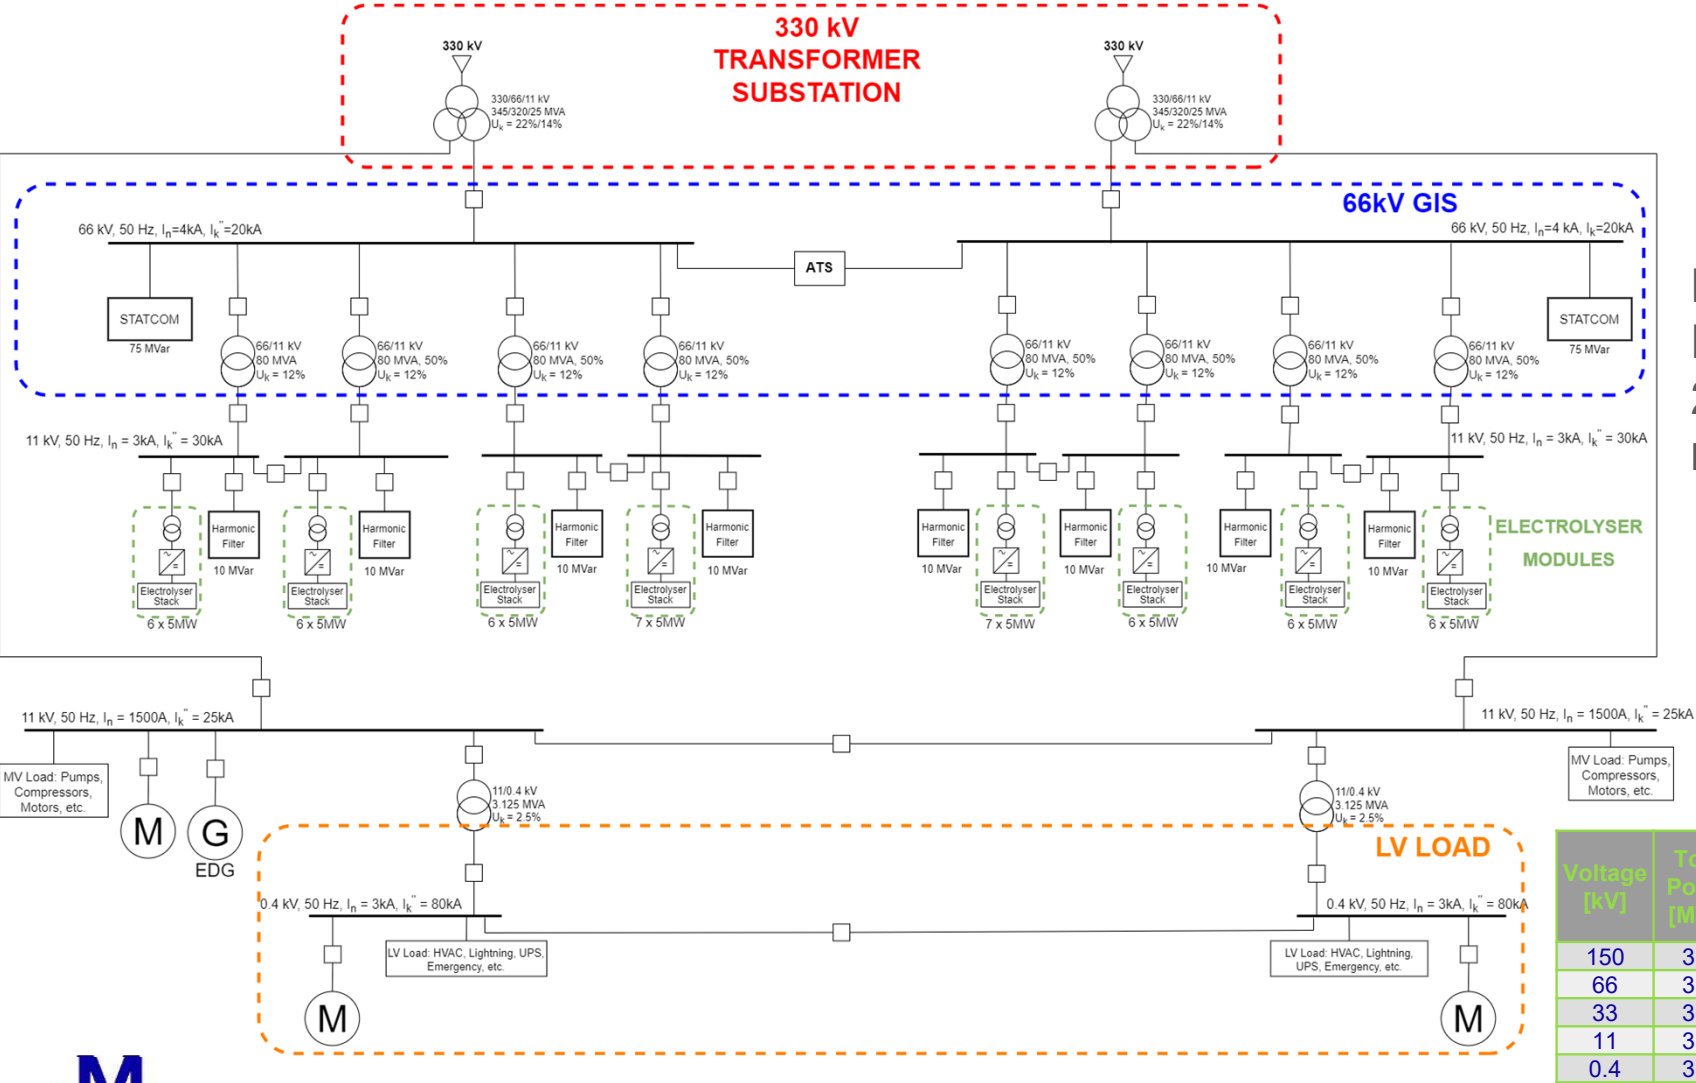 330 kV
TRANSFORMER
SUBSTATION
330 kV
330/66/11 kV
345/320/25 MVA
Uk = 22%/14%
330 kV
330/66/11 kV
345/320/25 MVA
Uk = 22%/14%
66kV GIS
66 kV, 50 Hz, In=4kA, Ik"=20kA
66 kV, 50 Hz, In=4 kA, Ik=20kA
ATS
STATCOM
75 MVar
66/11 kV
80 MVA
Uk = 12%
66/11 kV
80 MVA, 50%
Uk = 12%
66/11 kV
80 MVA, 50%
Uk = 12%
66/11 kV
80 MVA, 50%
Uk = 12%
66/11 kV
80 MVA, 50%
Uk = 12%
66/11 kV
80 MVA, 50%
Uk = 12%
66/11 kV
80 MVA, 50%
Uk = 12%
66/11 kV
80 MVA, 50%
Uk = 12%
STATCOM
75 MVar
11 kV, 50 Hz, In = 3kA, Ik" = 30kA
11 kV, 50 Hz, In = 3kA, Ik" = 30kA
~
=
Electrolyser
Stack
6 x 5MW
Harmonic
Filter
10 MVar
~
=
Electrolyser
Stack
6 x 5MW
Harmonic
Filter
10 MVar
~
=
Electrolyser
Stack
6 x 5MW
Harmonic
Filter
10 MVar
~
=
Electrolyser
Stack
7 x 5MW
Harmonic
Filter
10 MVar
Harmonic
Filter
10 MVar
~
=
Electrolyser
Stack
7 x 5MW
Harmonic
Filter
10 MVar
~
=
Electrolyser
Stack
6 x 5MW
Harmonic
Filter
10 MVar
~
=
Electrolyser
Stack
6 x 5MW
Harmonic
Filter
10 MVar
~
=
Electrolyser
Stack
6 x 5MW
ELECTROLYSER
MODULES
11 kV, 50 Hz, In = 1500A, Ik" = 25kA
11 kV, 50 Hz, In = 1500A, Ik" = 25kA
MV Load: Pumps,
Compressors,
Motors, etc.
M
G
EDG
11/0.4 kV
3.125 MVA
Uk = 2.5%
11/0.4 kV
3.125 MVA
Uk = 2.5%
MV Load: Pumps,
Compressors,
Motors, etc.
LV LOAD
0.4 kV, 50 Hz, In = 3kA, Ik" = 80kA
0.4 kV, 50 Hz, In = 3kA, Ik" = 80kA
LV Load: HVAC, Lightning, UPS,
Emergency, etc.
LV Load: HVAC, Lightning,
UPS, Emergency, etc.
M
M
Voltage
[kV]
150 3
66 3
33 3
11 3
0.4 3
M